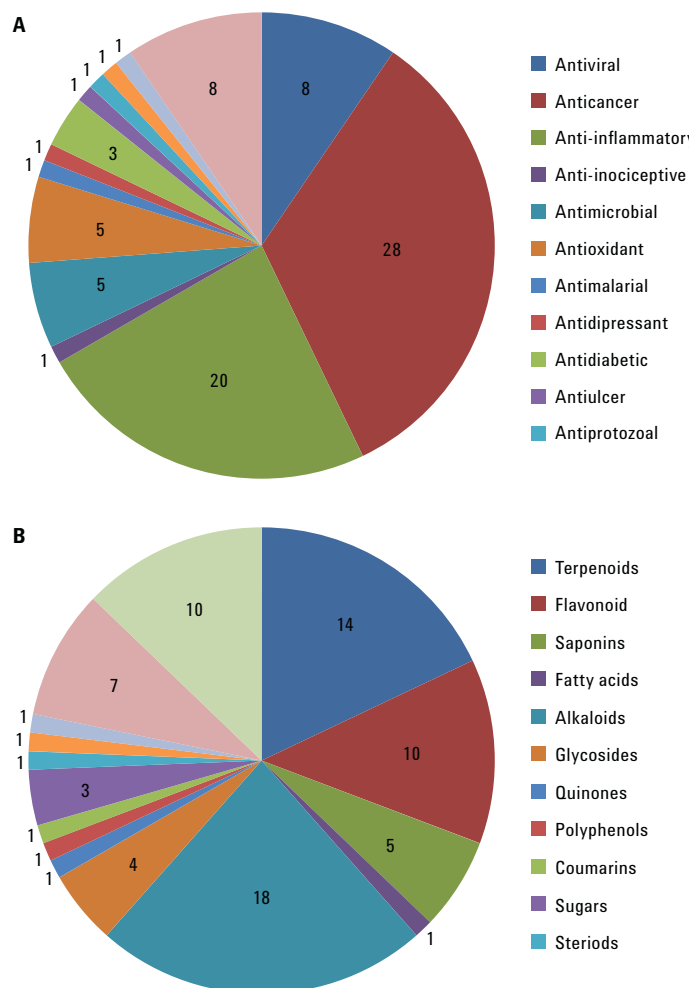 A
1
1
1
1
8
8
3
1
1
5
5
1
28
20
Antiviral
Anticancer
Anti-inflammatory
Anti-inociceptive
Antimicrobial
Antioxidant
Antimalarial
Antidipressant
Antidiabetic
Antiulcer
Antiprotozoal
B
10
14
7
1
1
1
3
1
1
1
4
18
10
5
1
Terpenoids
Flavonoid
Saponins
Fatty acids
Alkaloids
Glycosides
Quinones
Polyphenols
Coumarins
Sugars
Steriods